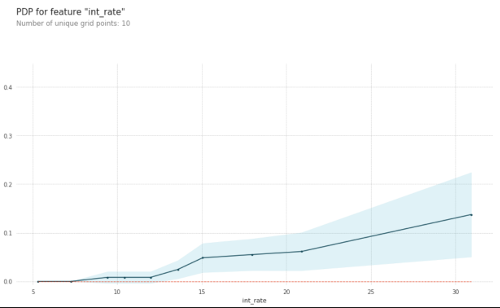 PDP for feature "int_rate"
Number of unique grid points: 10
0.4
0.3
0.2
0.1
0.0
5 10 15 20 25 30
int_rate